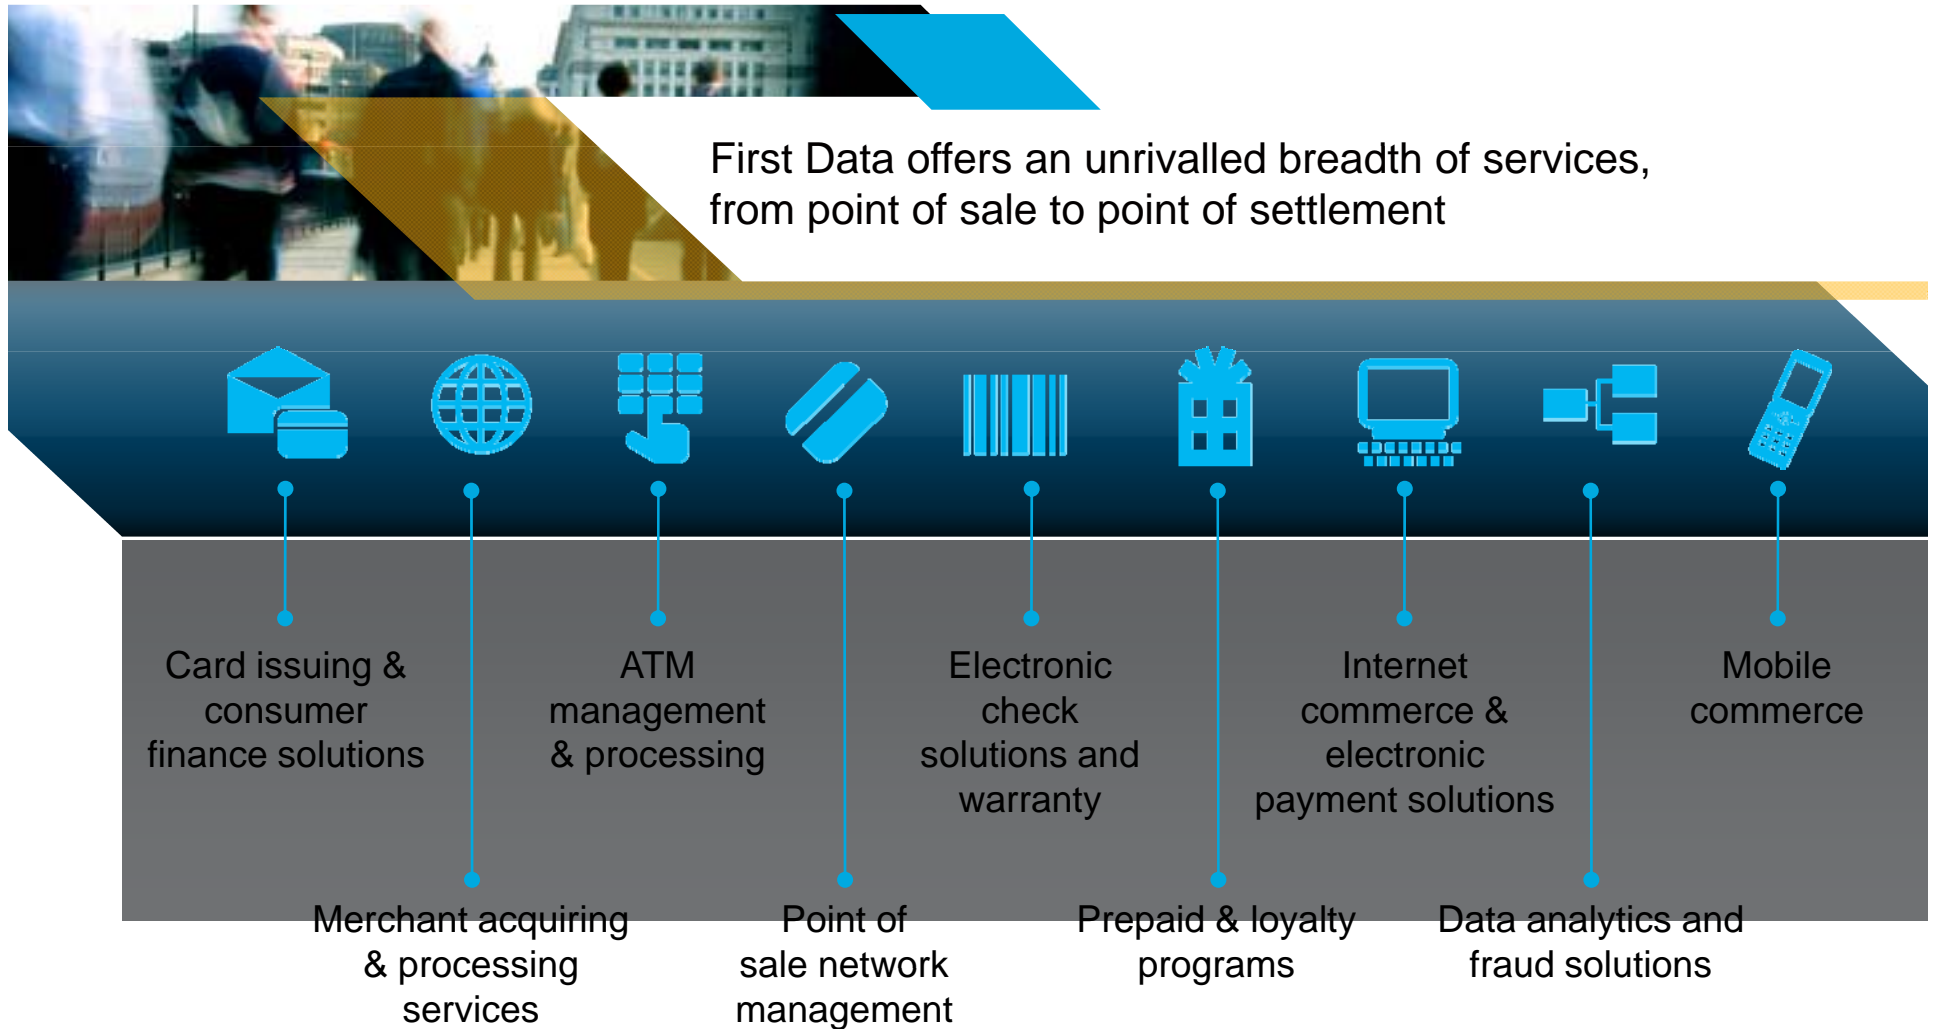 First Data offers an unrivalled breadth of services,
from point of sale to point of settlement
Card issuing &
consumer
finance solutions
Merchant acquiring
& processing
services
ATM
management
& processing
Point of
sale network
management
Electronic
check
solutions and
warranty
Prepaid & loyalty
programs
Internet
commerce &
electronic
payment solutions
Data analytics and
fraud solutions
Mobile
commerce